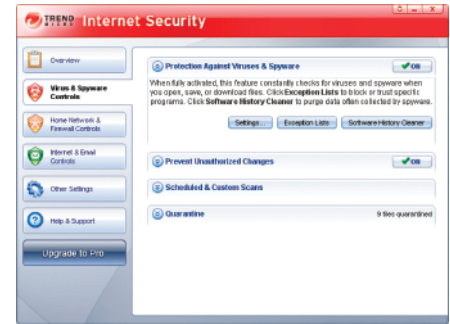 TREND MICRO Internet Security
Overview
Virus & Spyware
Controls
Home Network &
Firewall Controls
Internet & Email
Controls
Other Settings
Help & Support
Upgrade to Pro
Protection Against Viruses & Spyware
ON
When fully activated, this feature constantly checks for viruses and spyware when
you open, save, or download files. Click Exception Lists to block or trust specific
programs. Click Software History Cleaner to purge data often collected by spyware.
Settings... Exception Lists Software History Cleaner
Prevent Unauthorized Changes
ON
Scheduled & Custom Scans
Quarantine 9 files quarantined